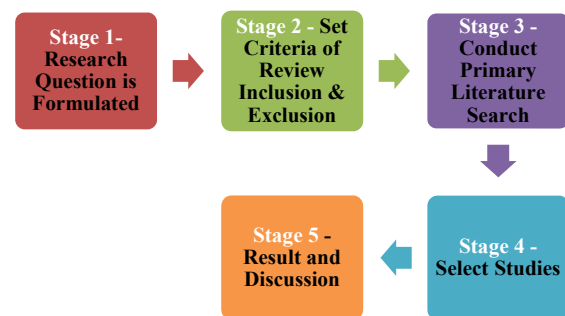 Stage 1-
Research
Question is
Formulated
Stage 2 - Set
Criteria of
Review
Inclusion &
Exclusion
Stage 3 -
Conduct
Primary
Literature
Search
Stage 4 -
Select Studies
Stage 5 -
Result and
Discussion